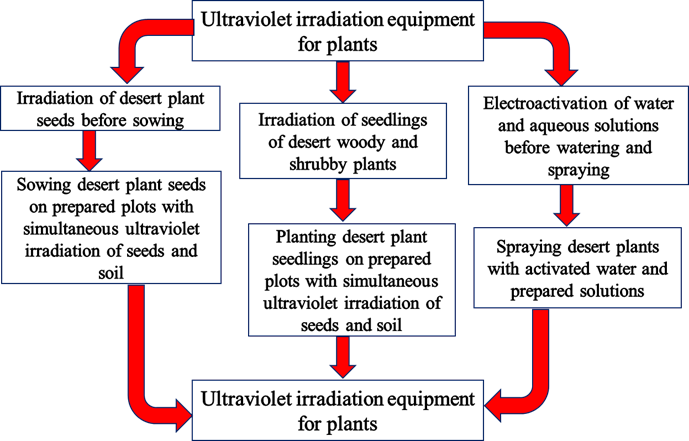 Ultraviolet irradiation equipment
for plants
Irradiation of desert plant
seeds before sowing
Sowing desert plant seeds
on prepared plots with
simultaneous ultraviolet
irradiation of seeds and
soil
Irradiation of seedlings
of desert woody and
shrubby plants
Planting desert plant
seedlings on prepared
plots with simultaneous
ultraviolet irradiation of
seeds and soil
Electroactivation of water
and aqueous solutions
before watering and
spraying
Spraying desert plants
with activated water and
prepared solutions
Ultraviolet irradiation equipment
for plants